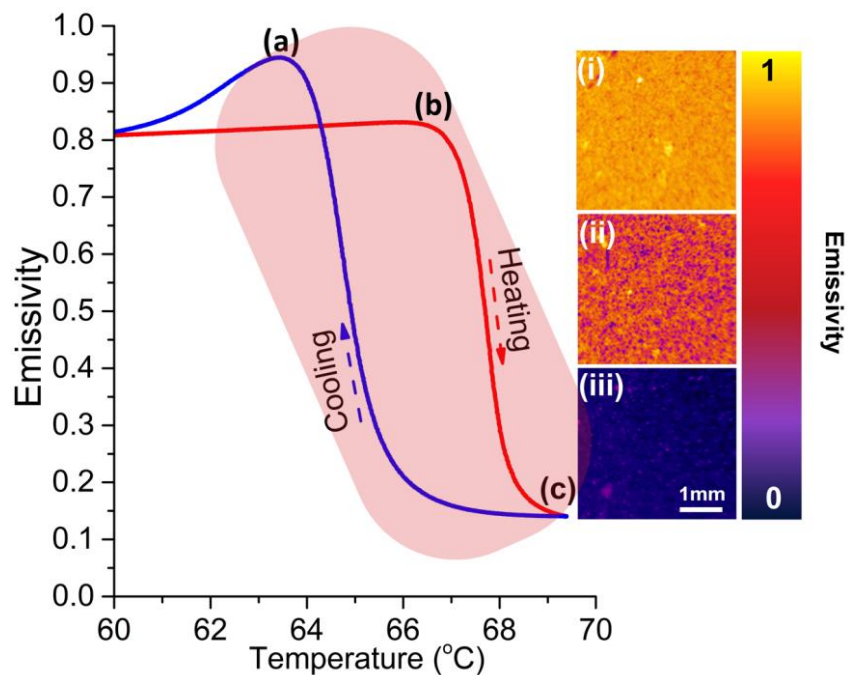 Emissivity
1.0
0.9
0.8
0.7
0.6
0.5
0.4
0.3
0.2
0.1
0.0
60
62
64
66
68
70
Temperature (°C)
(a)
(b)
(c)
Heating
Cooling
(i)
(ii)
(iii)
1mm
1
0
Emissivity